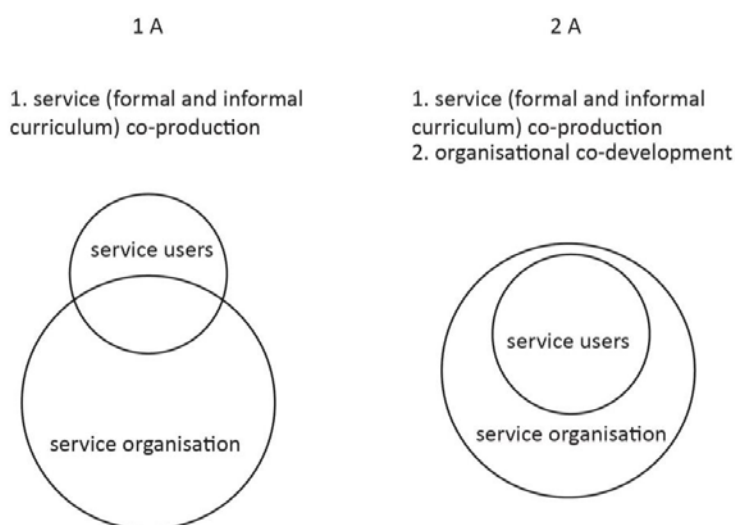 1 A
1. service (formal and informal
curriculum) co-production
service users
service organisation
2 A
1. service (formal and informal
curriculum) co-production
2. organisational co-development
service users
service organisation